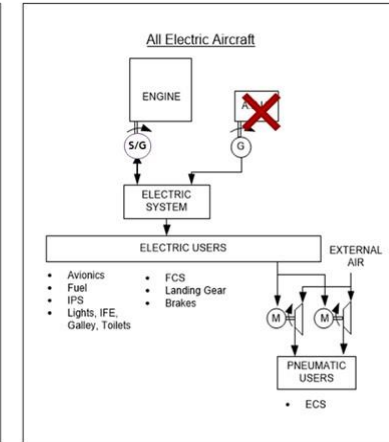 All Electric Aircraft
ENGINE
S/G
G
ELECTRIC
SYSTEM
ELECTRIC USERS
EXTERNAL
AIR
• Avionics
• Fuel
• IPS
• Lights, IFE,
Galley, Toilets
• FCS
• Landing Gear
• Brakes
M
M
PNEUMATIC
USERS
• ECS